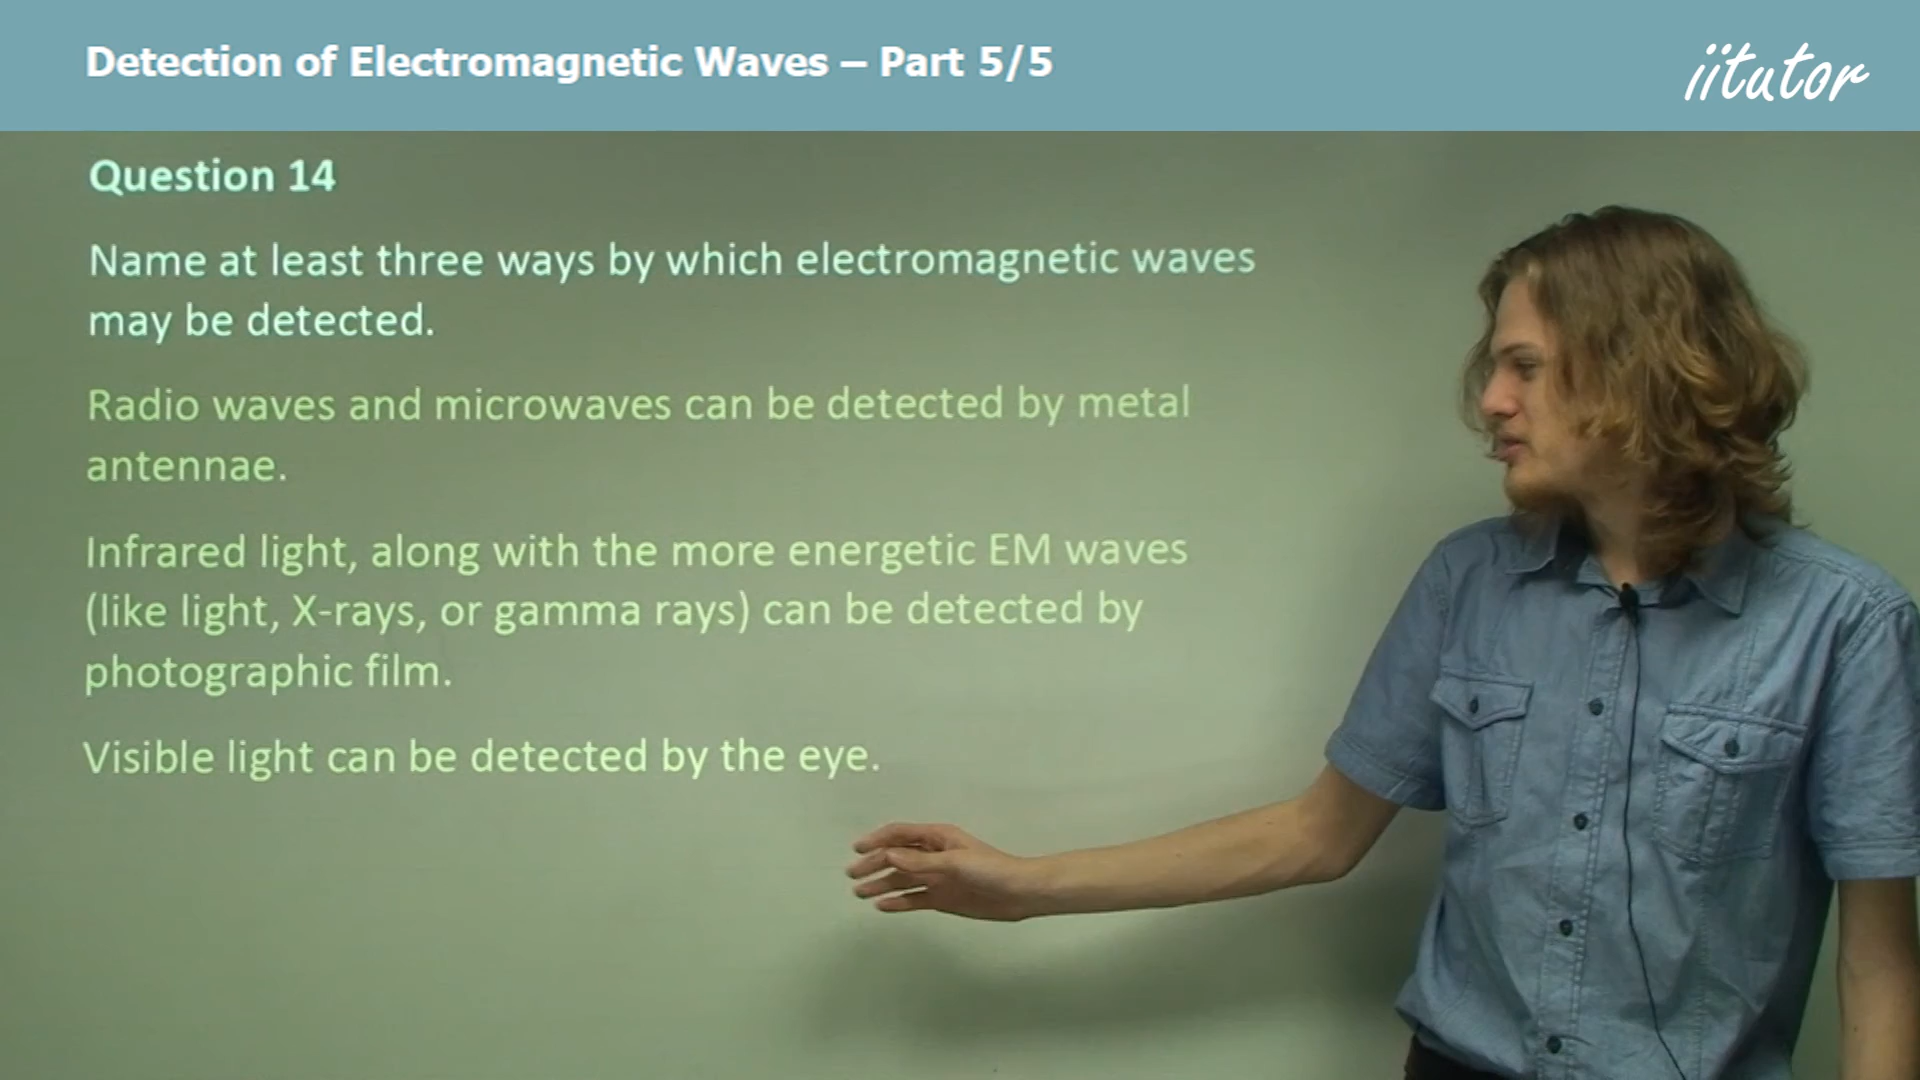 Detection of Electromagnetic Waves – Part 5/5
iitutor
Question 14
Name at least three ways by which electromagnetic waves
may be detected.
Radio waves and microwaves can be detected by metal
antennae.
Infrared light, along with the more energetic EM waves
(like light, X-rays, or gamma rays) can be detected by
photographic film.
Visible light can be detected by the eye.